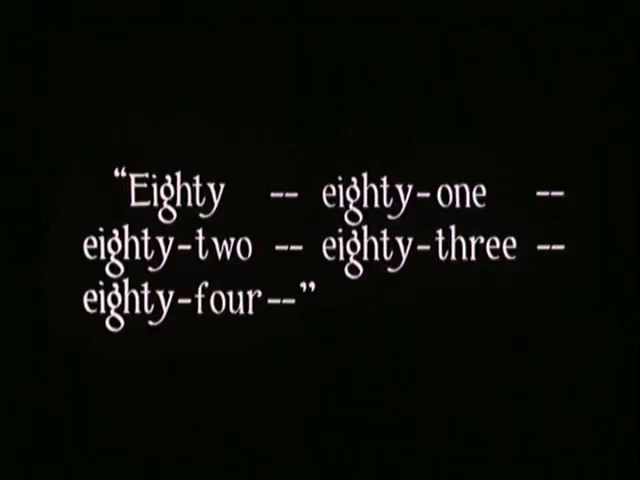 “Eighty -- eighty-one --
eighty-two -- eighty-three --
eighty-four--”